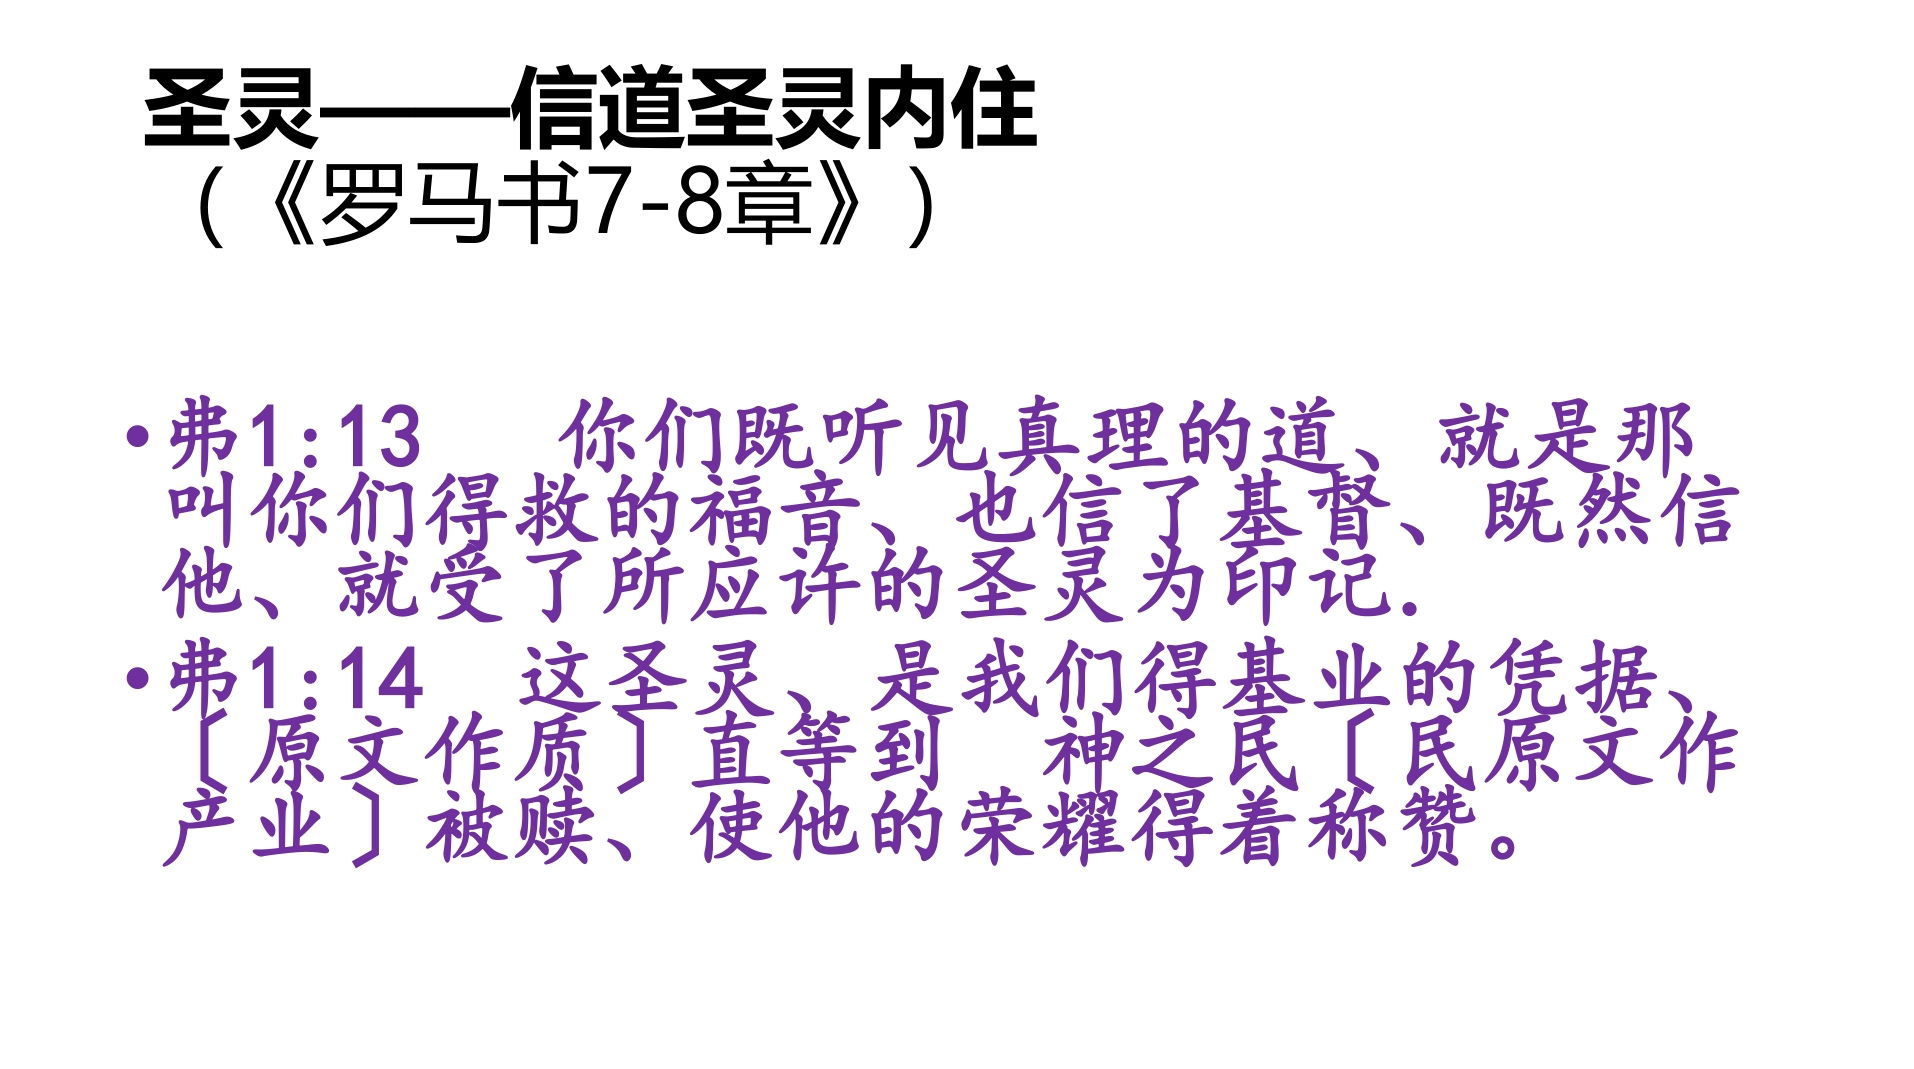 圣灵——信道圣灵内住
（《罗马书7-8章》）
•弗1:13　你们既听见真理的道、就是那
叫你们得救的福音、也信了基督、既然信
他、就受了所应许的圣灵为印记.
•弗1:14　这圣灵、是我们得基业的凭据、
〔原文作质〕直等到　神之民〔民原文作
产业〕被赎、使他的荣耀得着称赞。